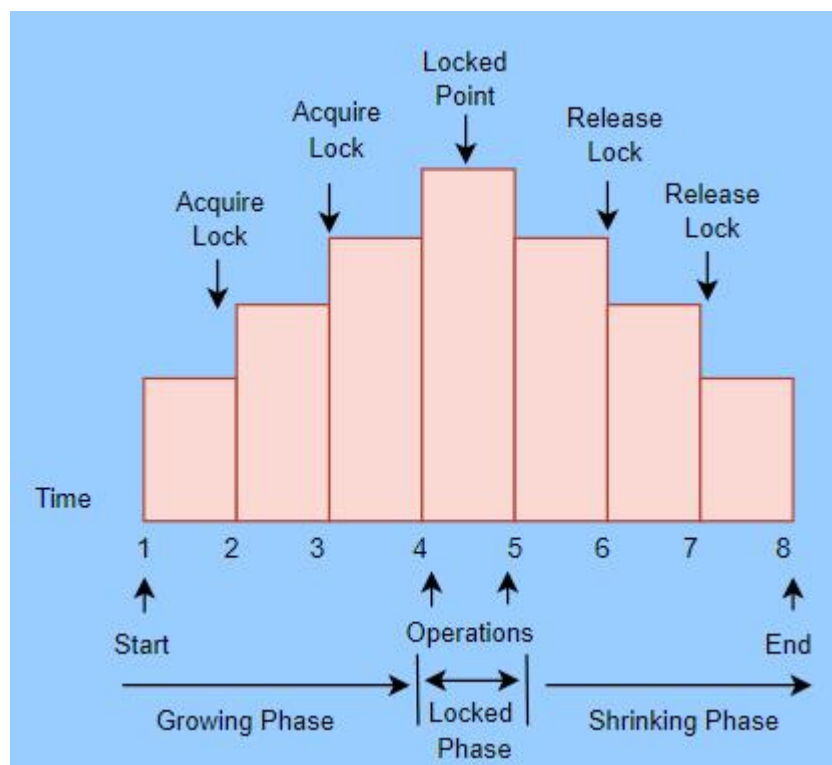 Locked
Point
Acquire
Lock
Release
Lock
Acquire
Lock
Release
Lock
Time
1 2 3 4 5 6 7 8
Start
Operations
End
Growing Phase
Locked
Phase
Shrinking Phase